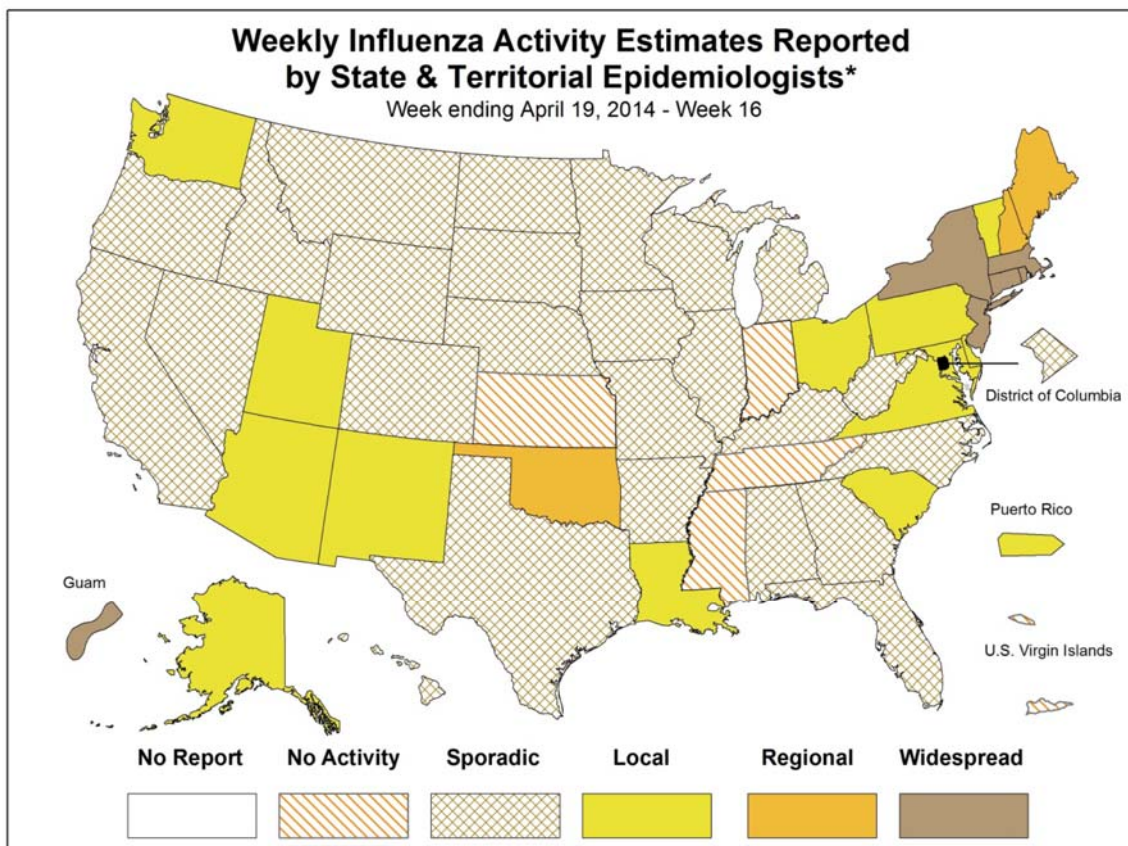 Weekly Influenza Activity Estimates Reported
by State & Territorial Epidemiologists*
Week ending April 19, 2014 - Week 16
District of Columbia
Puerto Rico
Guam
U.S. Virgin Islands
No Report No Activity Sporadic Local Regional Widespread